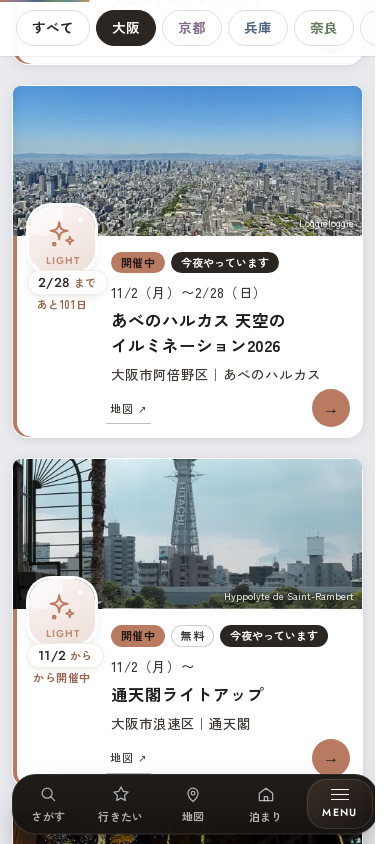 すべて
大阪
京都
兵庫
奈良
Loggieloggie
LIGHT
2/28 まで
あと101日
開催中
今夜やっています
11/2（月）〜2/28（日）
あべのハルカス 天空の
イルミネーション2026
大阪市阿倍野区｜あべのハルカス
地図 ↗
→
HITACHI
Hyppolyte de Saint-Rambert
LIGHT
11/2 から
から開催中
開催中
無料
今夜やっています
11/2（月）〜
通天閣ライトアップ
大阪市浪速区｜通天閣
地図 ↗
→
さがす
行きたい
地図
泊まり
MENU